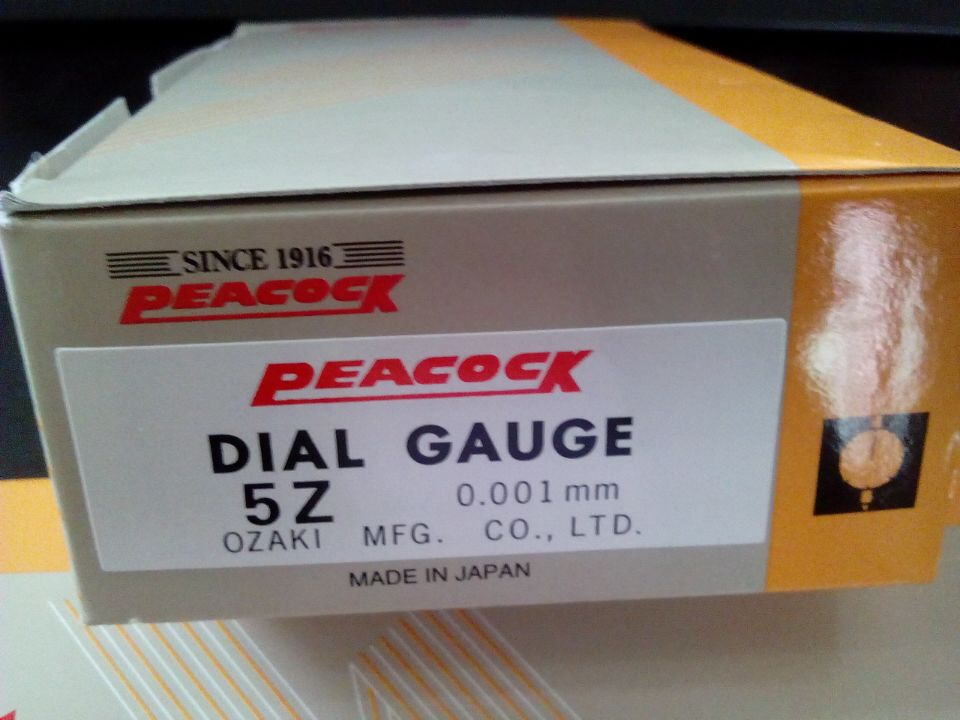 SINCE 1916
PEACOCK
PEACOCK
DIAL GAUGE
5Z 0.001mm
OZAKI MFG. CO., LTD.
MADE IN JAPAN